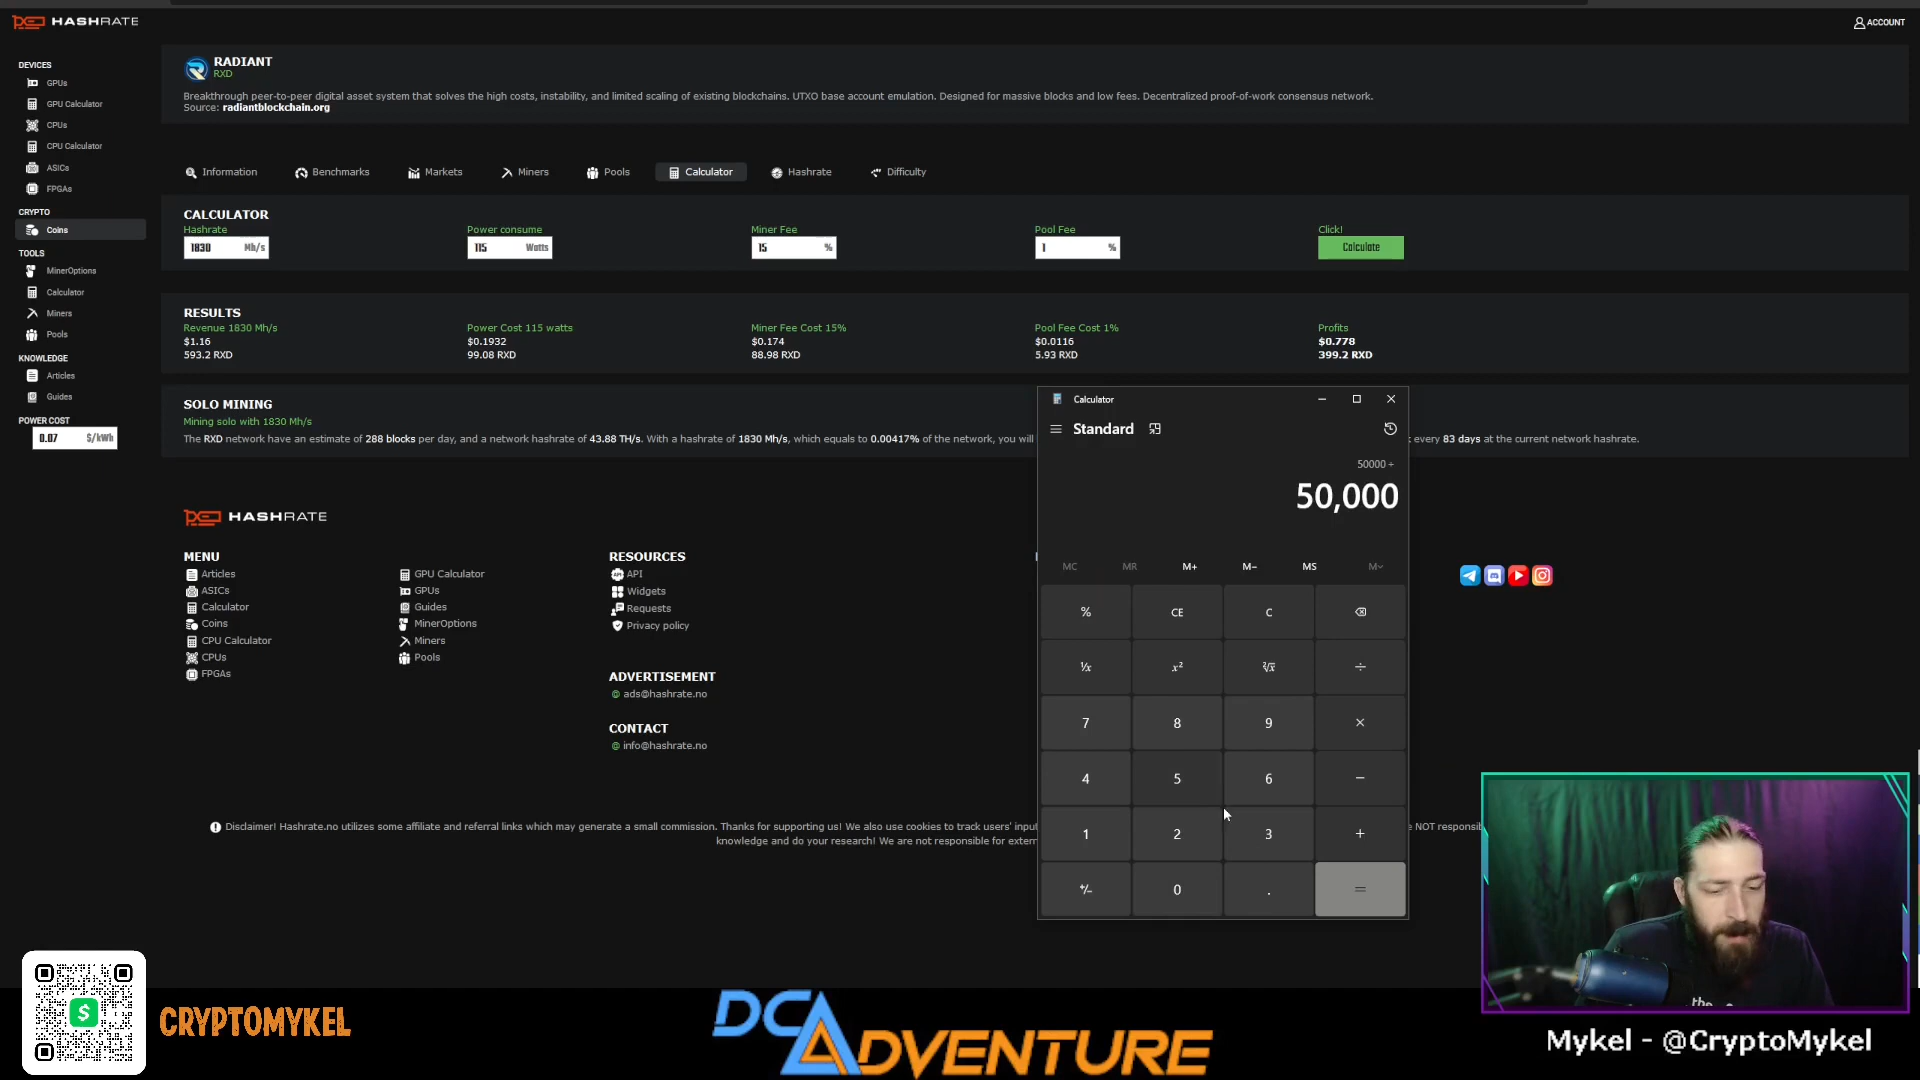 HASHRATE
ACCOUNT
DEVICES
GPUs
GPU Calculator
CPUs
CPU Calculator
ASICs
FPGAs
CRYPTO
Coins
TOOLS
MinerOptions
Calculator
Miners
Pools
KNOWLEDGE
Articles
Guides
POWER COST
0.07 $/kWh
RADIANT
RXD
Breakthrough peer-to-peer digital asset system that solves the high costs, instability, and limited scaling of existing blockchains. UTXO base account emulation. Designed for massive blocks and low fees. Decentralized proof-of-work consensus network.
Source: radiantblockchain.org
Information Benchmarks Markets Miners Pools Calculator Hashrate Difficulty
CALCULATOR
Hashrate Power consume Miner Fee Pool Fee Click!
1830 Mh/s 115 Watts 15 % 1 % Calculate
RESULTS
Revenue 1830 Mh/s Power Cost 115 watts Miner Fee Cost 15% Pool Fee Cost 1% Profits
$1.16 $0.1932 $0.174 $0.0116 $0.778
593.2 RXD 99.08 RXD 88.98 RXD 5.93 RXD 399.2 RXD
SOLO MINING
Mining solo with 1830 Mh/s
The RXD network have an estimate of 288 blocks per day, and a network hashrate of 43.88 TH/s. With a hashrate of 1830 Mh/s, which equals to 0.00417% of the network, you will
every 83 days at the current network hashrate.
Calculator
Standard
50000 ÷
50,000
MC MR M+ M- MS M
% CE C
1/x x² ²√x ÷
7 8 9 ×
4 5 6 −
1 2 3 +
+/- 0 . =
HASHRATE
MENU
Articles
ASICs
Calculator
Coins
CPU Calculator
CPUs
FPGAs
GPU Calculator
GPUs
Guides
MinerOptions
Miners
Pools
RESOURCES
API
Widgets
Requests
Privacy policy
ADVERTISEMENT
@ ads@hashrate.no
CONTACT
@ info@hashrate.no
Disclaimer! Hashrate.no utilizes some affiliate and referral links which may generate a small commission. Thanks for supporting us! We also use cookies to track users' inpu
NOT responsib
knowledge and do your research! We are not responsible for exter
$
CRYPTOMYKEL
DCADVENTURE
the
Mykel - @CryptoMykel